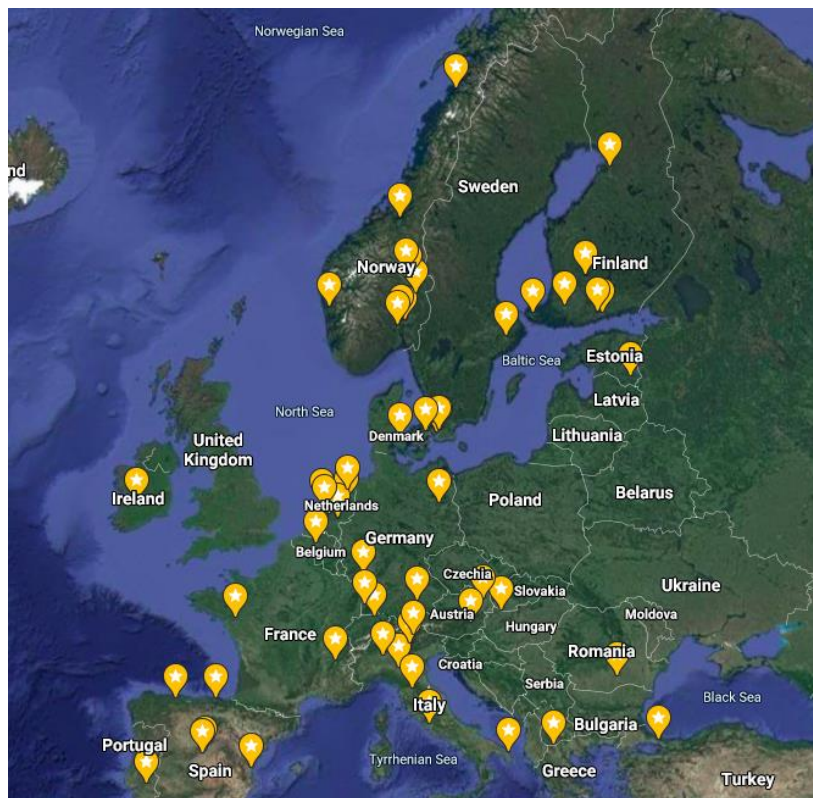 Norwegian Sea
nd
Sweden
Norway
Finland
Baltic Sea
Estonia
North Sea
Latvia
Denmark
Lithuania
United
Kingdom
Ireland
Netherlands
Poland
Belarus
Germany
Belgium
Czechia
Ukraine
Slovakia
Austria
Moldova
France
Hungary
Romania
Croatia
Serbia
Italy
Black Sea
Bulgaria
Portugal
Spain
Tyrrhenian Sea
Greece
Turkey